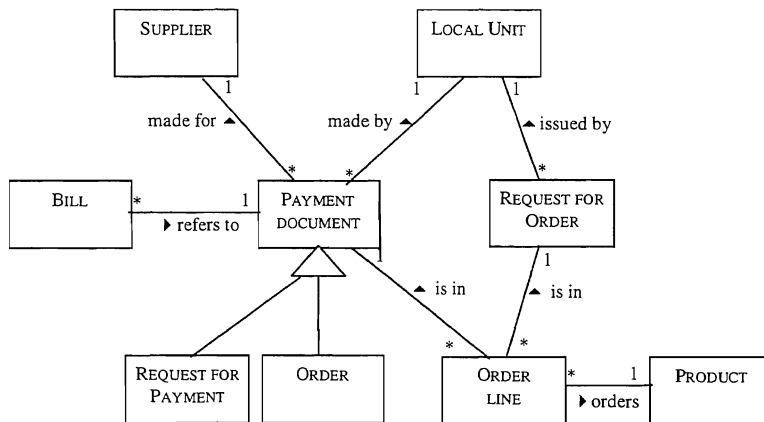 SUPPLIER
LOCAL UNIT
1
1
1
made for
made by
issued by
*
*
*
BILL
*
1
refers to
PAYMENT
DOCUMENT
REQUEST FOR
ORDER
1
1
is in
is in
*
*
REQUEST FOR
PAYMENT
ORDER
ORDER
LINE
*
1
orders
PRODUCT